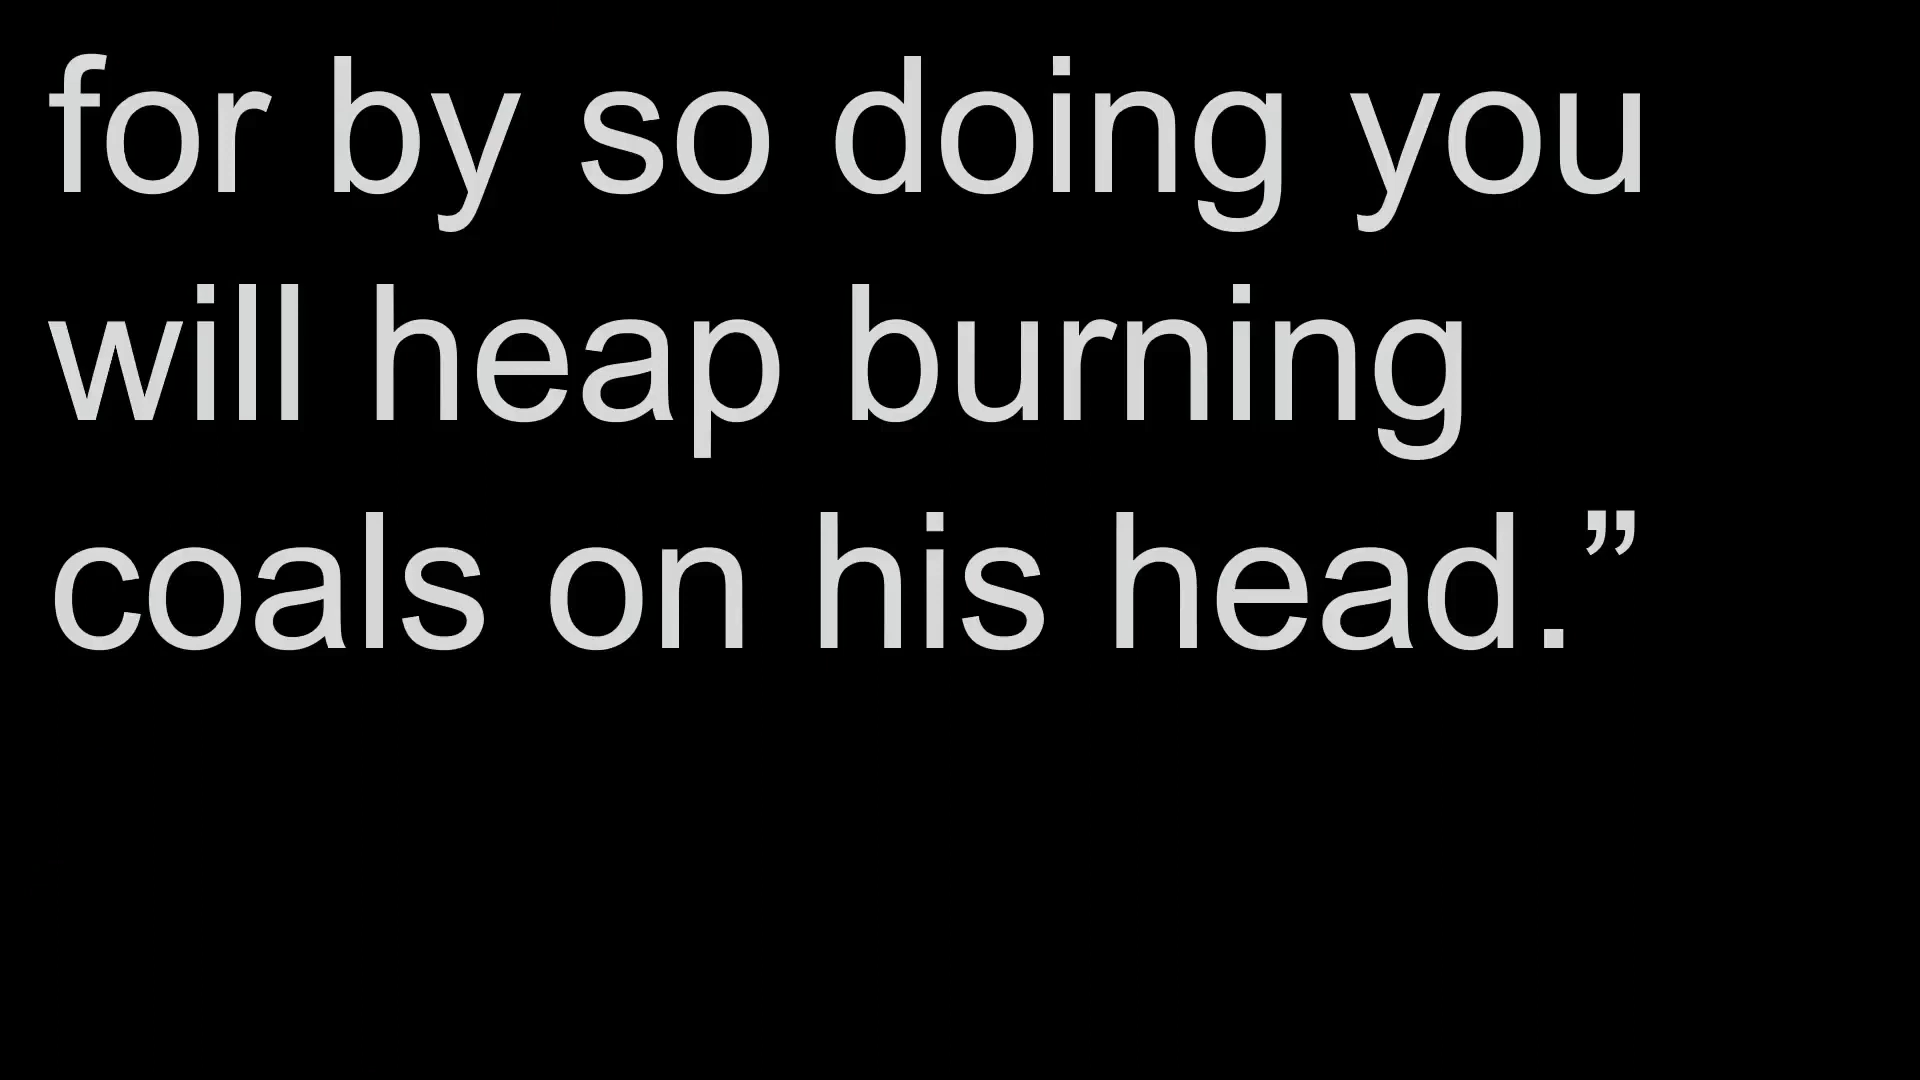 for by so doing you
will heap burning
coals on his head.”